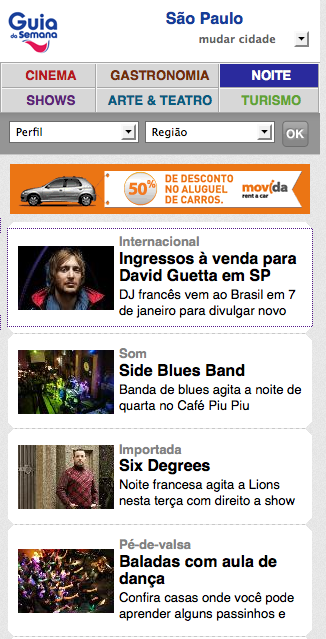 Guia
da Semana
São Paulo
mudar cidade
CINEMA
GASTRONOMIA
NOITE
SHOWS
ARTE & TEATRO
TURISMO
Perfil
Região
OK
50%
DE DESCONTO
NO ALUGUEL
DE CARROS.
movida
rent a car
Internacional
Ingressos à venda para
David Guetta em SP
DJ francês vem ao Brasil em 7
de janeiro para divulgar novo
Som
Side Blues Band
Banda de blues agita a noite de
quarta no Café Piu Piu
Importada
Six Degrees
Noite francesa agita a Lions
nesta terça com direito a show
Pé-de-valsa
Baladas com aula de
dança
Confira casas onde você pode
aprender alguns passinhos e